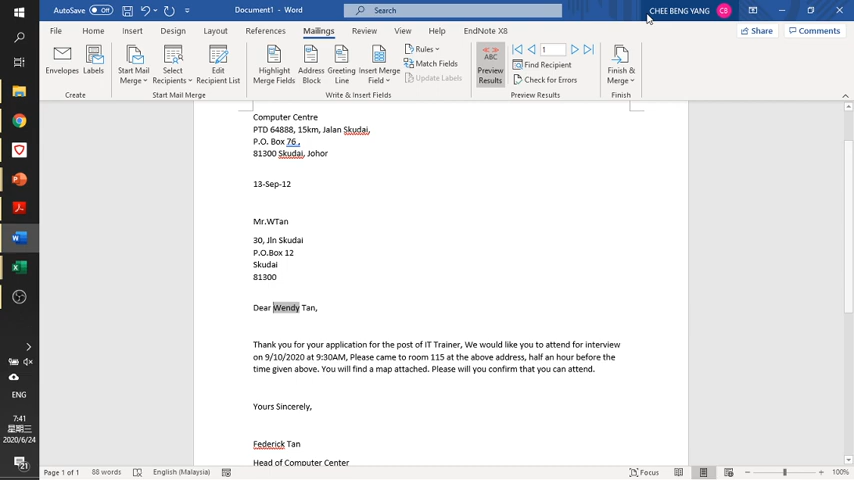 AutoSave Off Document1 - Word Search CHEE BENG YANG CB
File Home Insert Design Layout References Mailings Review View Help EndNote X8 Share Comments
Envelopes Labels Start Mail Merge Select Recipients Edit Recipient List Highlight Merge Fields Address Block Greeting Line Insert Merge Field Rules Match Fields Update Labels ABC Preview Results 1 Find Recipient Check for Errors Finish & Merge
Create Start Mail Merge Write & Insert Fields Preview Results Finish
Computer Centre
PTD 64888, 15km, Jalan Skudai,
P.O. Box 76 ,
81300 Skudai, Johor
13-Sep-12
Mr.WTan
30, Jln Skudai
P.O.Box 12
Skudai
81300
Dear Wendy Tan,
Thank you for your application for the post of IT Trainer, We would like you to attend for interview
on 9/10/2020 at 9:30AM, Please came to room 115 at the above address, half an hour before the
time given above. You will find a map attached. Please will you confirm that you can attend.
Yours Sincerely,
Federick Tan
Head of Computer Center
ENG
7:41
星期三
2020/6/24
21
Page 1 of 1 88 words English (Malaysia) Focus 100%